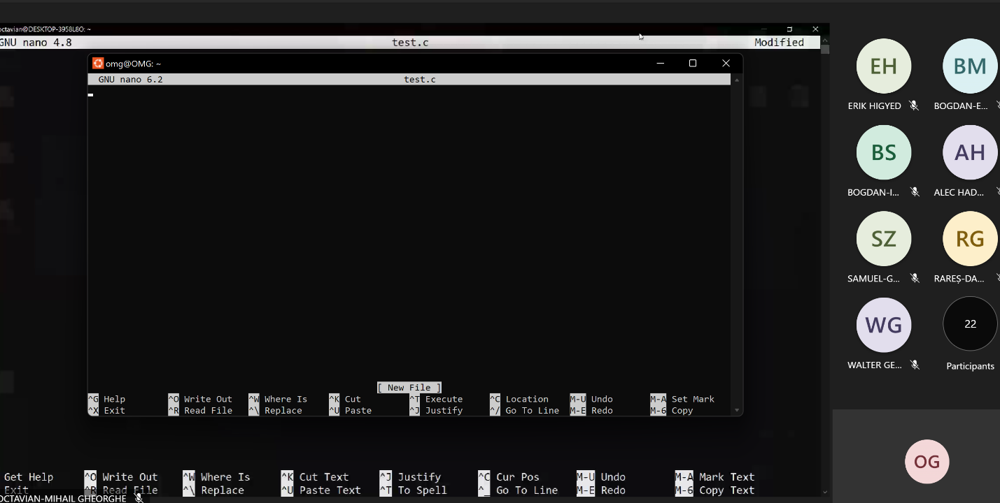 octavian@DESKTOP-3958L8O: ~
GNU nano 4.8 test.c Modified
omg@OMG: ~
GNU nano 6.2 test.c
[ New File ]
^G Help ^O Write Out ^W Where Is ^K Cut ^T Execute ^C Location M-U Undo M-A Set Mark
^X Exit ^R Read File ^\ Replace ^U Paste ^J Justify ^/ Go To Line M-E Redo M-6 Copy
Get Help ^O Write Out ^W Where Is ^K Cut Text ^J Justify ^C Cur Pos M-U Undo M-A Mark Text
Exit ^R Read File ^\ Replace ^U Paste Text ^T To Spell ^_ Go To Line M-E Redo M-6 Copy Text
OCTAVIAN-MIHAIL GHEORGHE
EH BM
ERIK HIGYED BOGDAN-E...
BS AH
BOGDAN-I... ALEC HAD...
SZ RG
SAMUEL-G... RAREȘ-DA...
WG 22
WALTER GE... Participants
OG